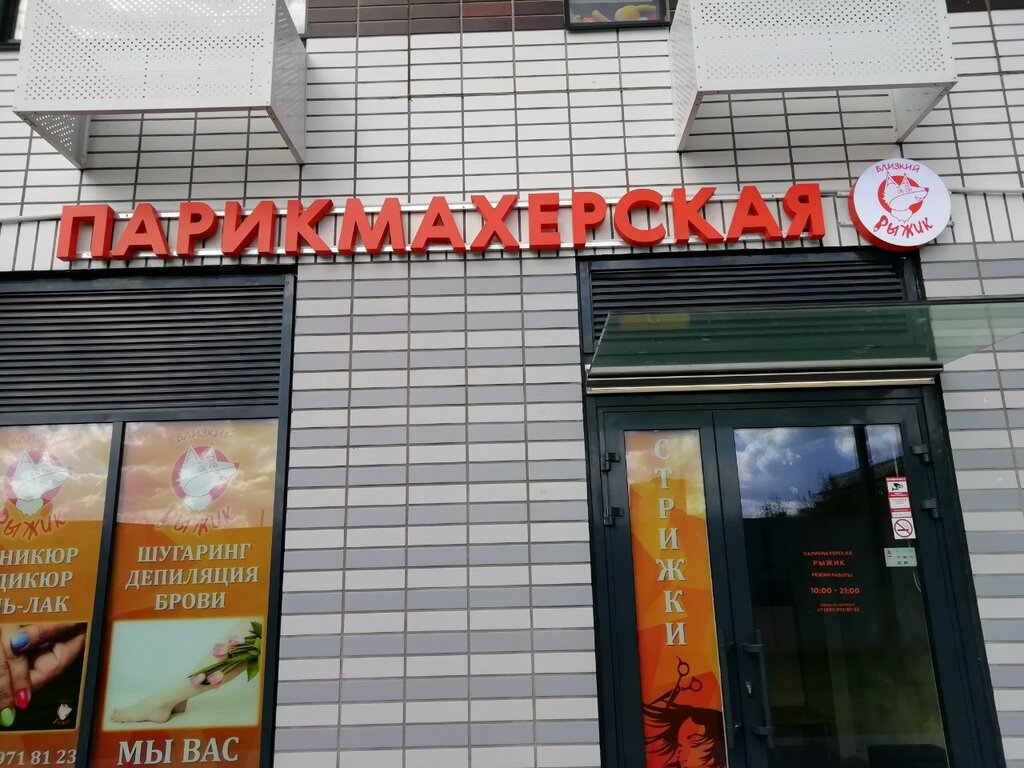 ПАРИКМАХЕРСКАЯ
БЛИЗКИЙ
РЫЖИК
БЛИЗКИЙ
РЫЖИК
НИКЮР
ДИКЮР
Ь-ЛАК
971 81 23
БЛИЗКИЙ
РЫЖИК
ШУГАРИНГ
ДЕПИЛЯЦИЯ
БРОВИ
МЫ ВАС
СТРИЖКИ
ПАРИКМАХЕРСКАЯ
РЫЖИК
РЕЖИМ РАБОТЫ
10:00 - 21:00